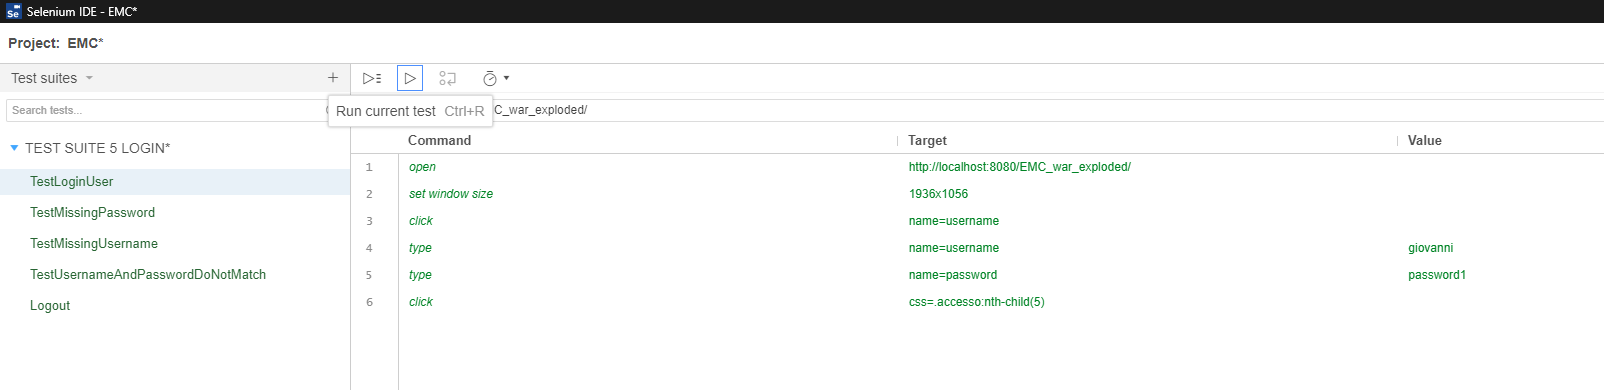 Se Selenium IDE - EMC*
Project: EMC*
Test suites +
Search tests...
Run current test Ctrl+R
C_war_exploded/
Command Target Value
TEST SUITE 5 LOGIN*
TestLoginUser
TestMissingPassword
TestMissingUsername
TestUsernameAndPasswordDoNotMatch
Logout
1 open http://localhost:8080/EMC_war_exploded/
2 set window size 1936x1056
3 click name=username
4 type name=username giovanni
5 type name=password password1
6 click css=.accesso:nth-child(5)